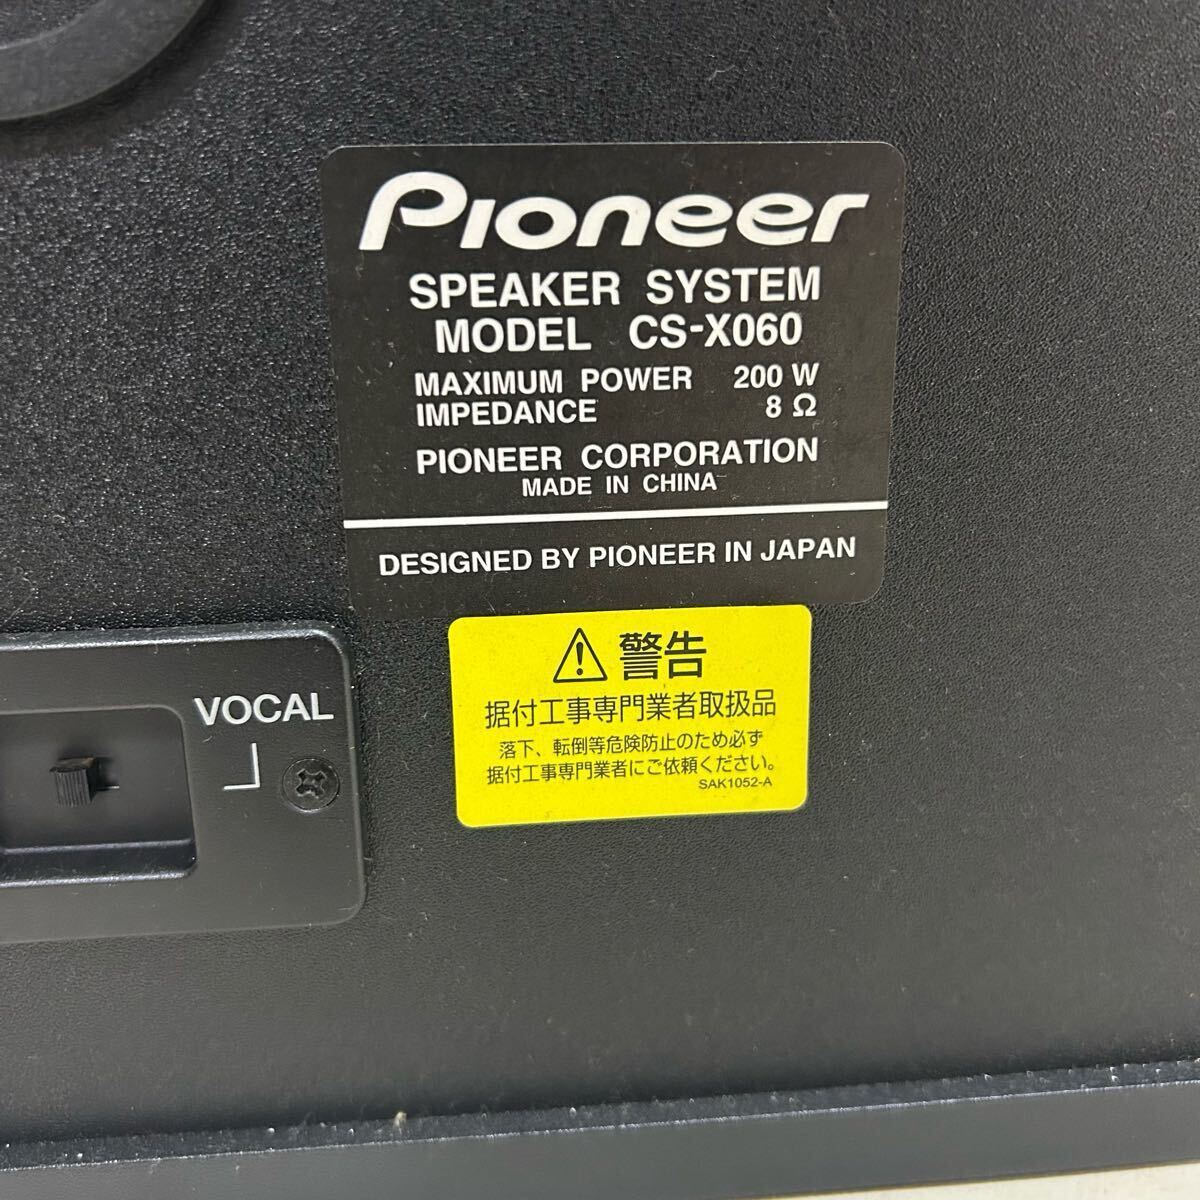 Pioneer
SPEAKER SYSTEM
MODEL CS-X060
MAXIMUM POWER 200 W
IMPEDANCE 8 Ω
PIONEER CORPORATION
MADE IN CHINA
DESIGNED BY PIONEER IN JAPAN
警告
据付工事専門業者取扱品
落下、転倒等危険防止のため必ず
据付工事専門業者にご依頼ください。
SAK1052-A
VOCAL